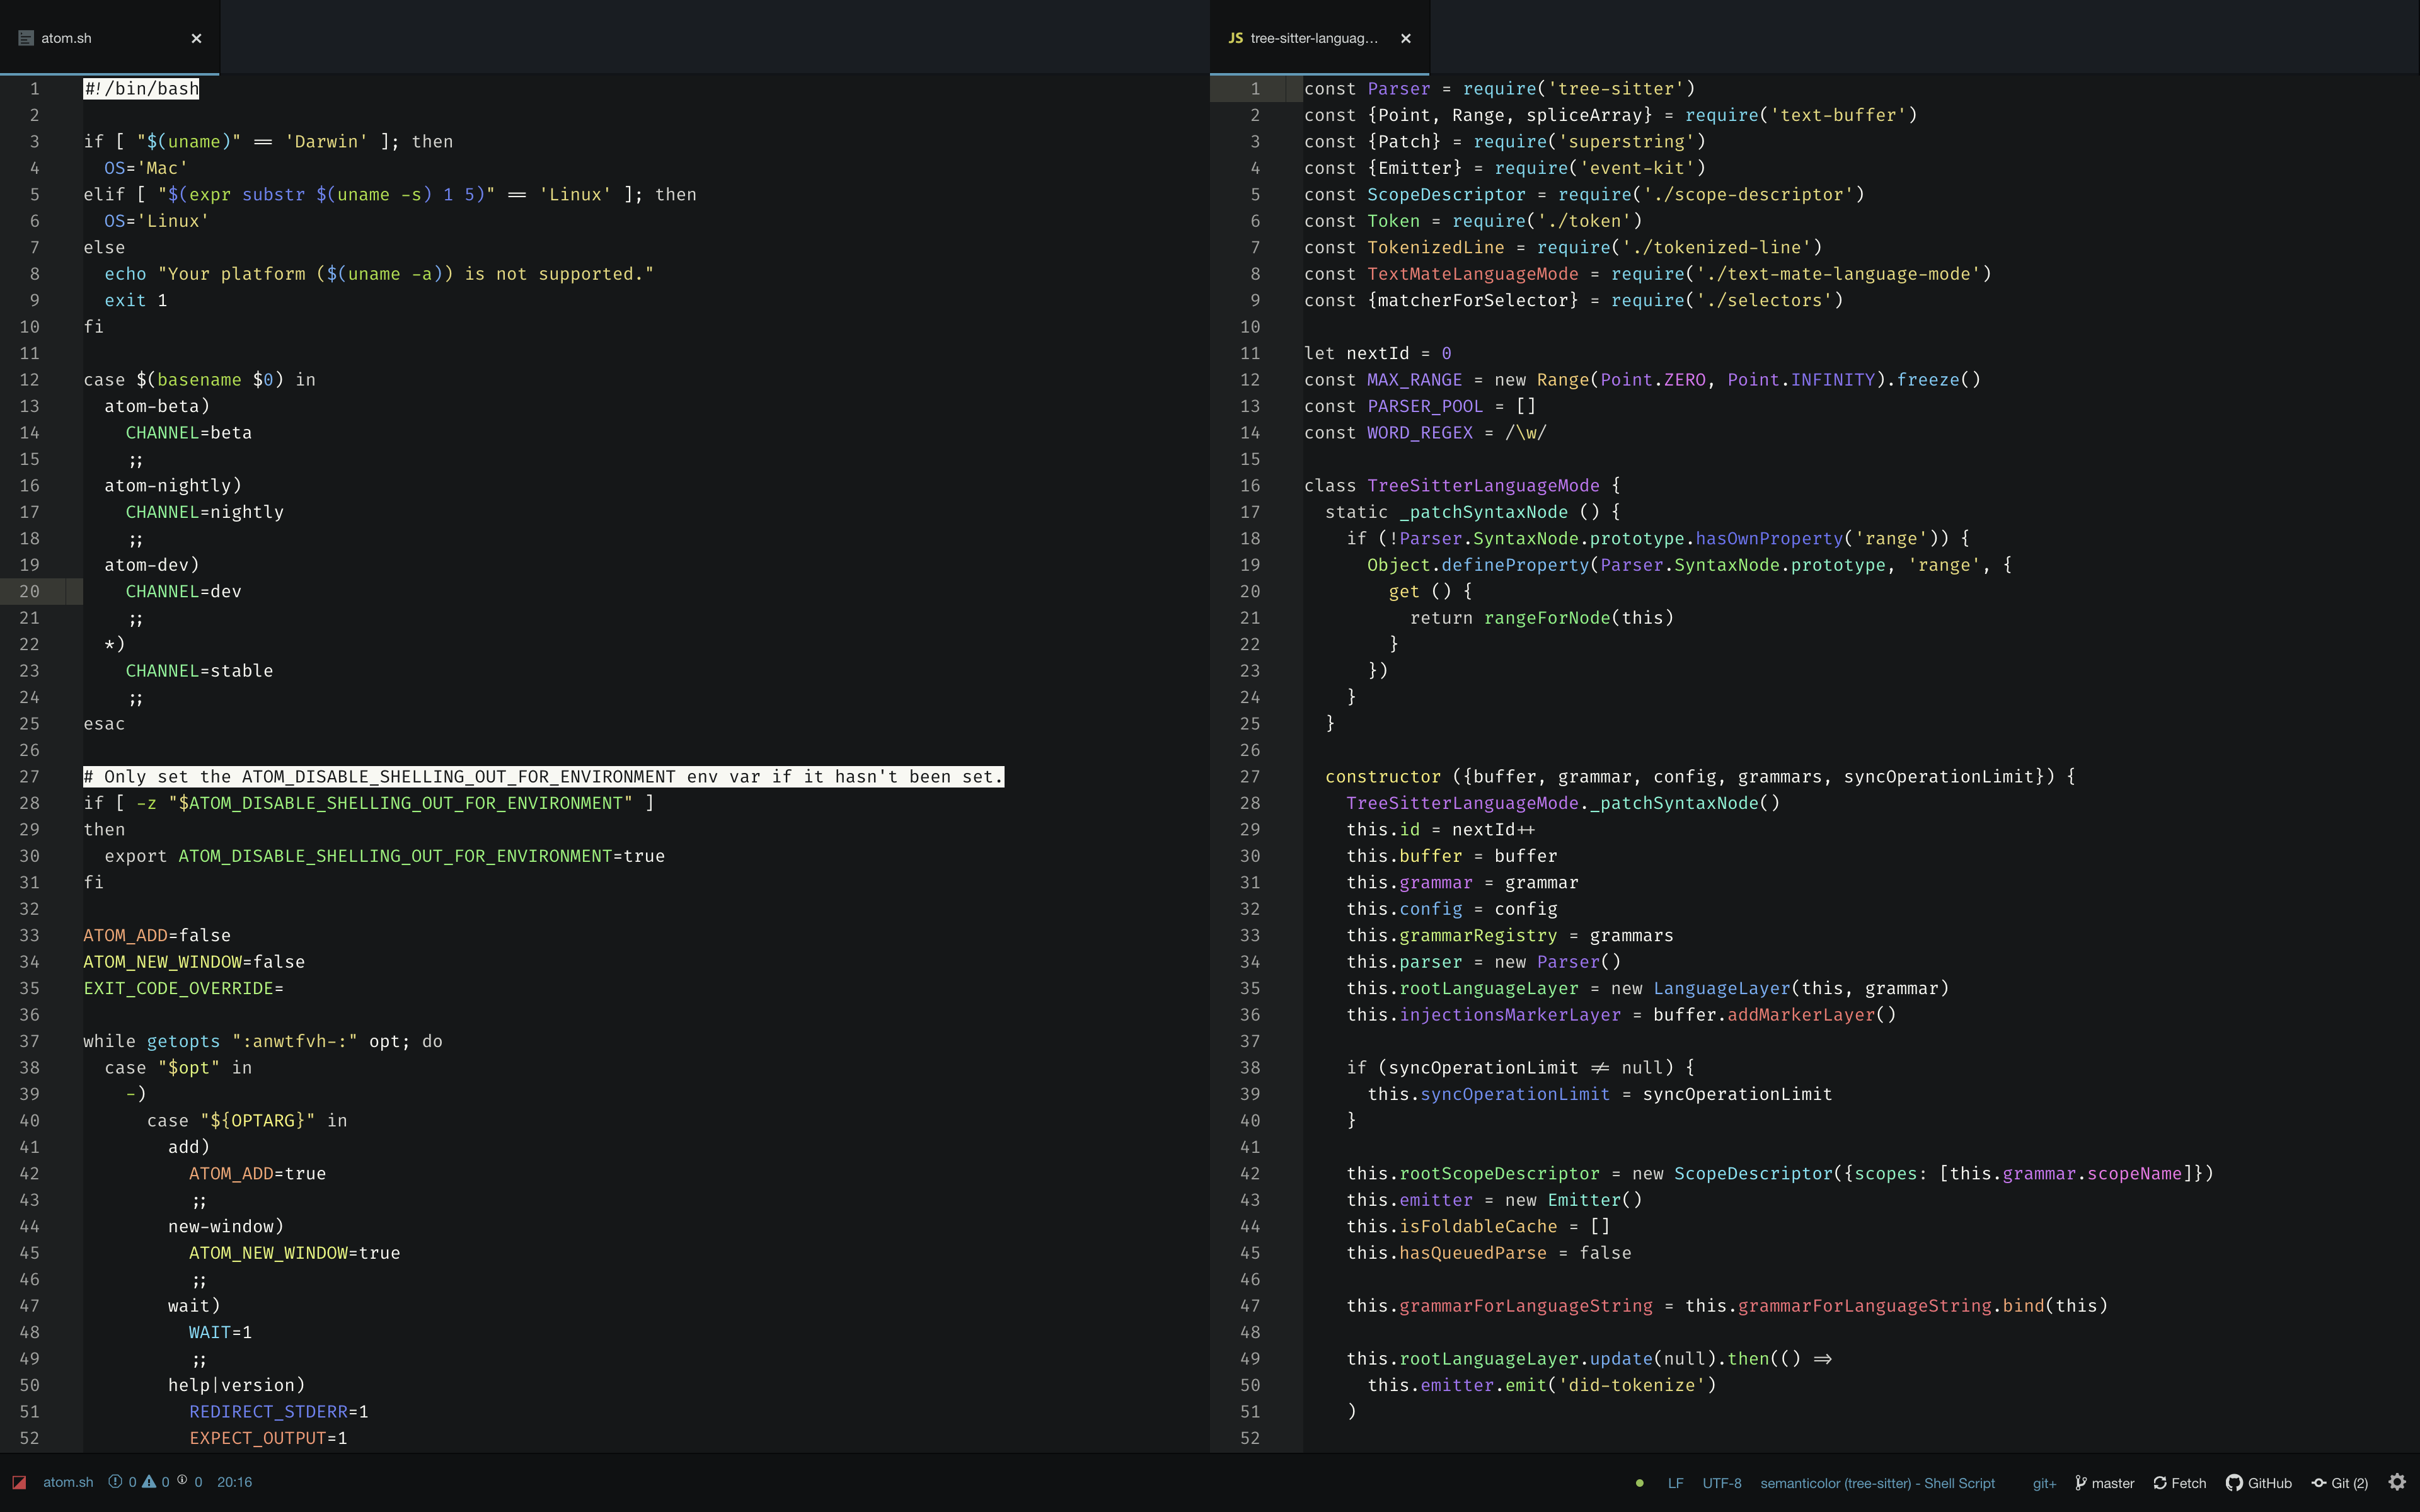 atom.sh
1 #!/bin/bash
2
3 if [ "$(uname)" == 'Darwin' ]; then
4   OS='Mac'
5 elif [ "$(expr substr $(uname -s) 1 5)" == 'Linux' ]; then
6   OS='Linux'
7 else
8   echo "Your platform ($(uname -a)) is not supported."
9   exit 1
10 fi
11
12 case $(basename $0) in
13   atom-beta)
14     CHANNEL=beta
15     ;;
16   atom-nightly)
17     CHANNEL=nightly
18     ;;
19   atom-dev)
20     CHANNEL=dev
21     ;;
22   *)
23     CHANNEL=stable
24     ;;
25 esac
26
27 # Only set the ATOM_DISABLE_SHELLING_OUT_FOR_ENVIRONMENT env var if it hasn't been set.
28 if [ -z "$ATOM_DISABLE_SHELLING_OUT_FOR_ENVIRONMENT" ]
29 then
30   export ATOM_DISABLE_SHELLING_OUT_FOR_ENVIRONMENT=true
31 fi
32
33 ATOM_ADD=false
34 ATOM_NEW_WINDOW=false
35 EXIT_CODE_OVERRIDE=
36
37 while getopts ":anwtfvh-:" opt; do
38   case "$opt" in
39     -)
40       case "${OPTARG}" in
41         add)
42           ATOM_ADD=true
43           ;;
44         new-window)
45           ATOM_NEW_WINDOW=true
46           ;;
47         wait)
48           WAIT=1
49           ;;
50         help|version)
51           REDIRECT_STDERR=1
52           EXPECT_OUTPUT=1
JS tree-sitter-languag...
1 const Parser = require('tree-sitter')
2 const {Point, Range, spliceArray} = require('text-buffer')
3 const {Patch} = require('superstring')
4 const {Emitter} = require('event-kit')
5 const ScopeDescriptor = require('./scope-descriptor')
6 const Token = require('./token')
7 const TokenizedLine = require('./tokenized-line')
8 const TextMateLanguageMode = require('./text-mate-language-mode')
9 const {matcherForSelector} = require('./selectors')
10
11 let nextId = 0
12 const MAX_RANGE = new Range(Point.ZERO, Point.INFINITY).freeze()
13 const PARSER_POOL = []
14 const WORD_REGEX = /\w/
15
16 class TreeSitterLanguageMode {
17   static _patchSyntaxNode () {
18     if (!Parser.SyntaxNode.prototype.hasOwnProperty('range')) {
19       Object.defineProperty(Parser.SyntaxNode.prototype, 'range', {
20         get () {
21           return rangeForNode(this)
22         }
23       })
24     }
25   }
26
27   constructor ({buffer, grammar, config, grammars, syncOperationLimit}) {
28     TreeSitterLanguageMode._patchSyntaxNode()
29     this.id = nextId++
30     this.buffer = buffer
31     this.grammar = grammar
32     this.config = config
33     this.grammarRegistry = grammars
34     this.parser = new Parser()
35     this.rootLanguageLayer = new LanguageLayer(this, grammar)
36     this.injectionsMarkerLayer = buffer.addMarkerLayer()
37
38     if (syncOperationLimit != null) {
39       this.syncOperationLimit = syncOperationLimit
40     }
41
42     this.rootScopeDescriptor = new ScopeDescriptor({scopes: [this.grammar.scopeName]})
43     this.emitter = new Emitter()
44     this.isFoldableCache = []
45     this.hasQueuedParse = false
46
47     this.grammarForLanguageString = this.grammarForLanguageString.bind(this)
48
49     this.rootLanguageLayer.update(null).then(() =>
50       this.emitter.emit('did-tokenize')
51     )
52
atom.sh 0 0 0 20:16 LF UTF-8 semanticolor (tree-sitter) - Shell Script git+ master Fetch GitHub Git (2)